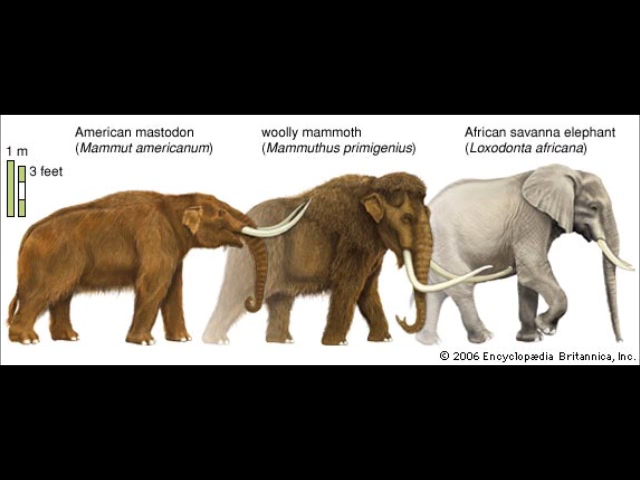 American mastodon
(Mammut americanum)
woolly mammoth
(Mammuthus primigenius)
African savanna elephant
(Loxodonta africana)
1 m
3 feet
© 2006 Encyclopædia Britannica, Inc.